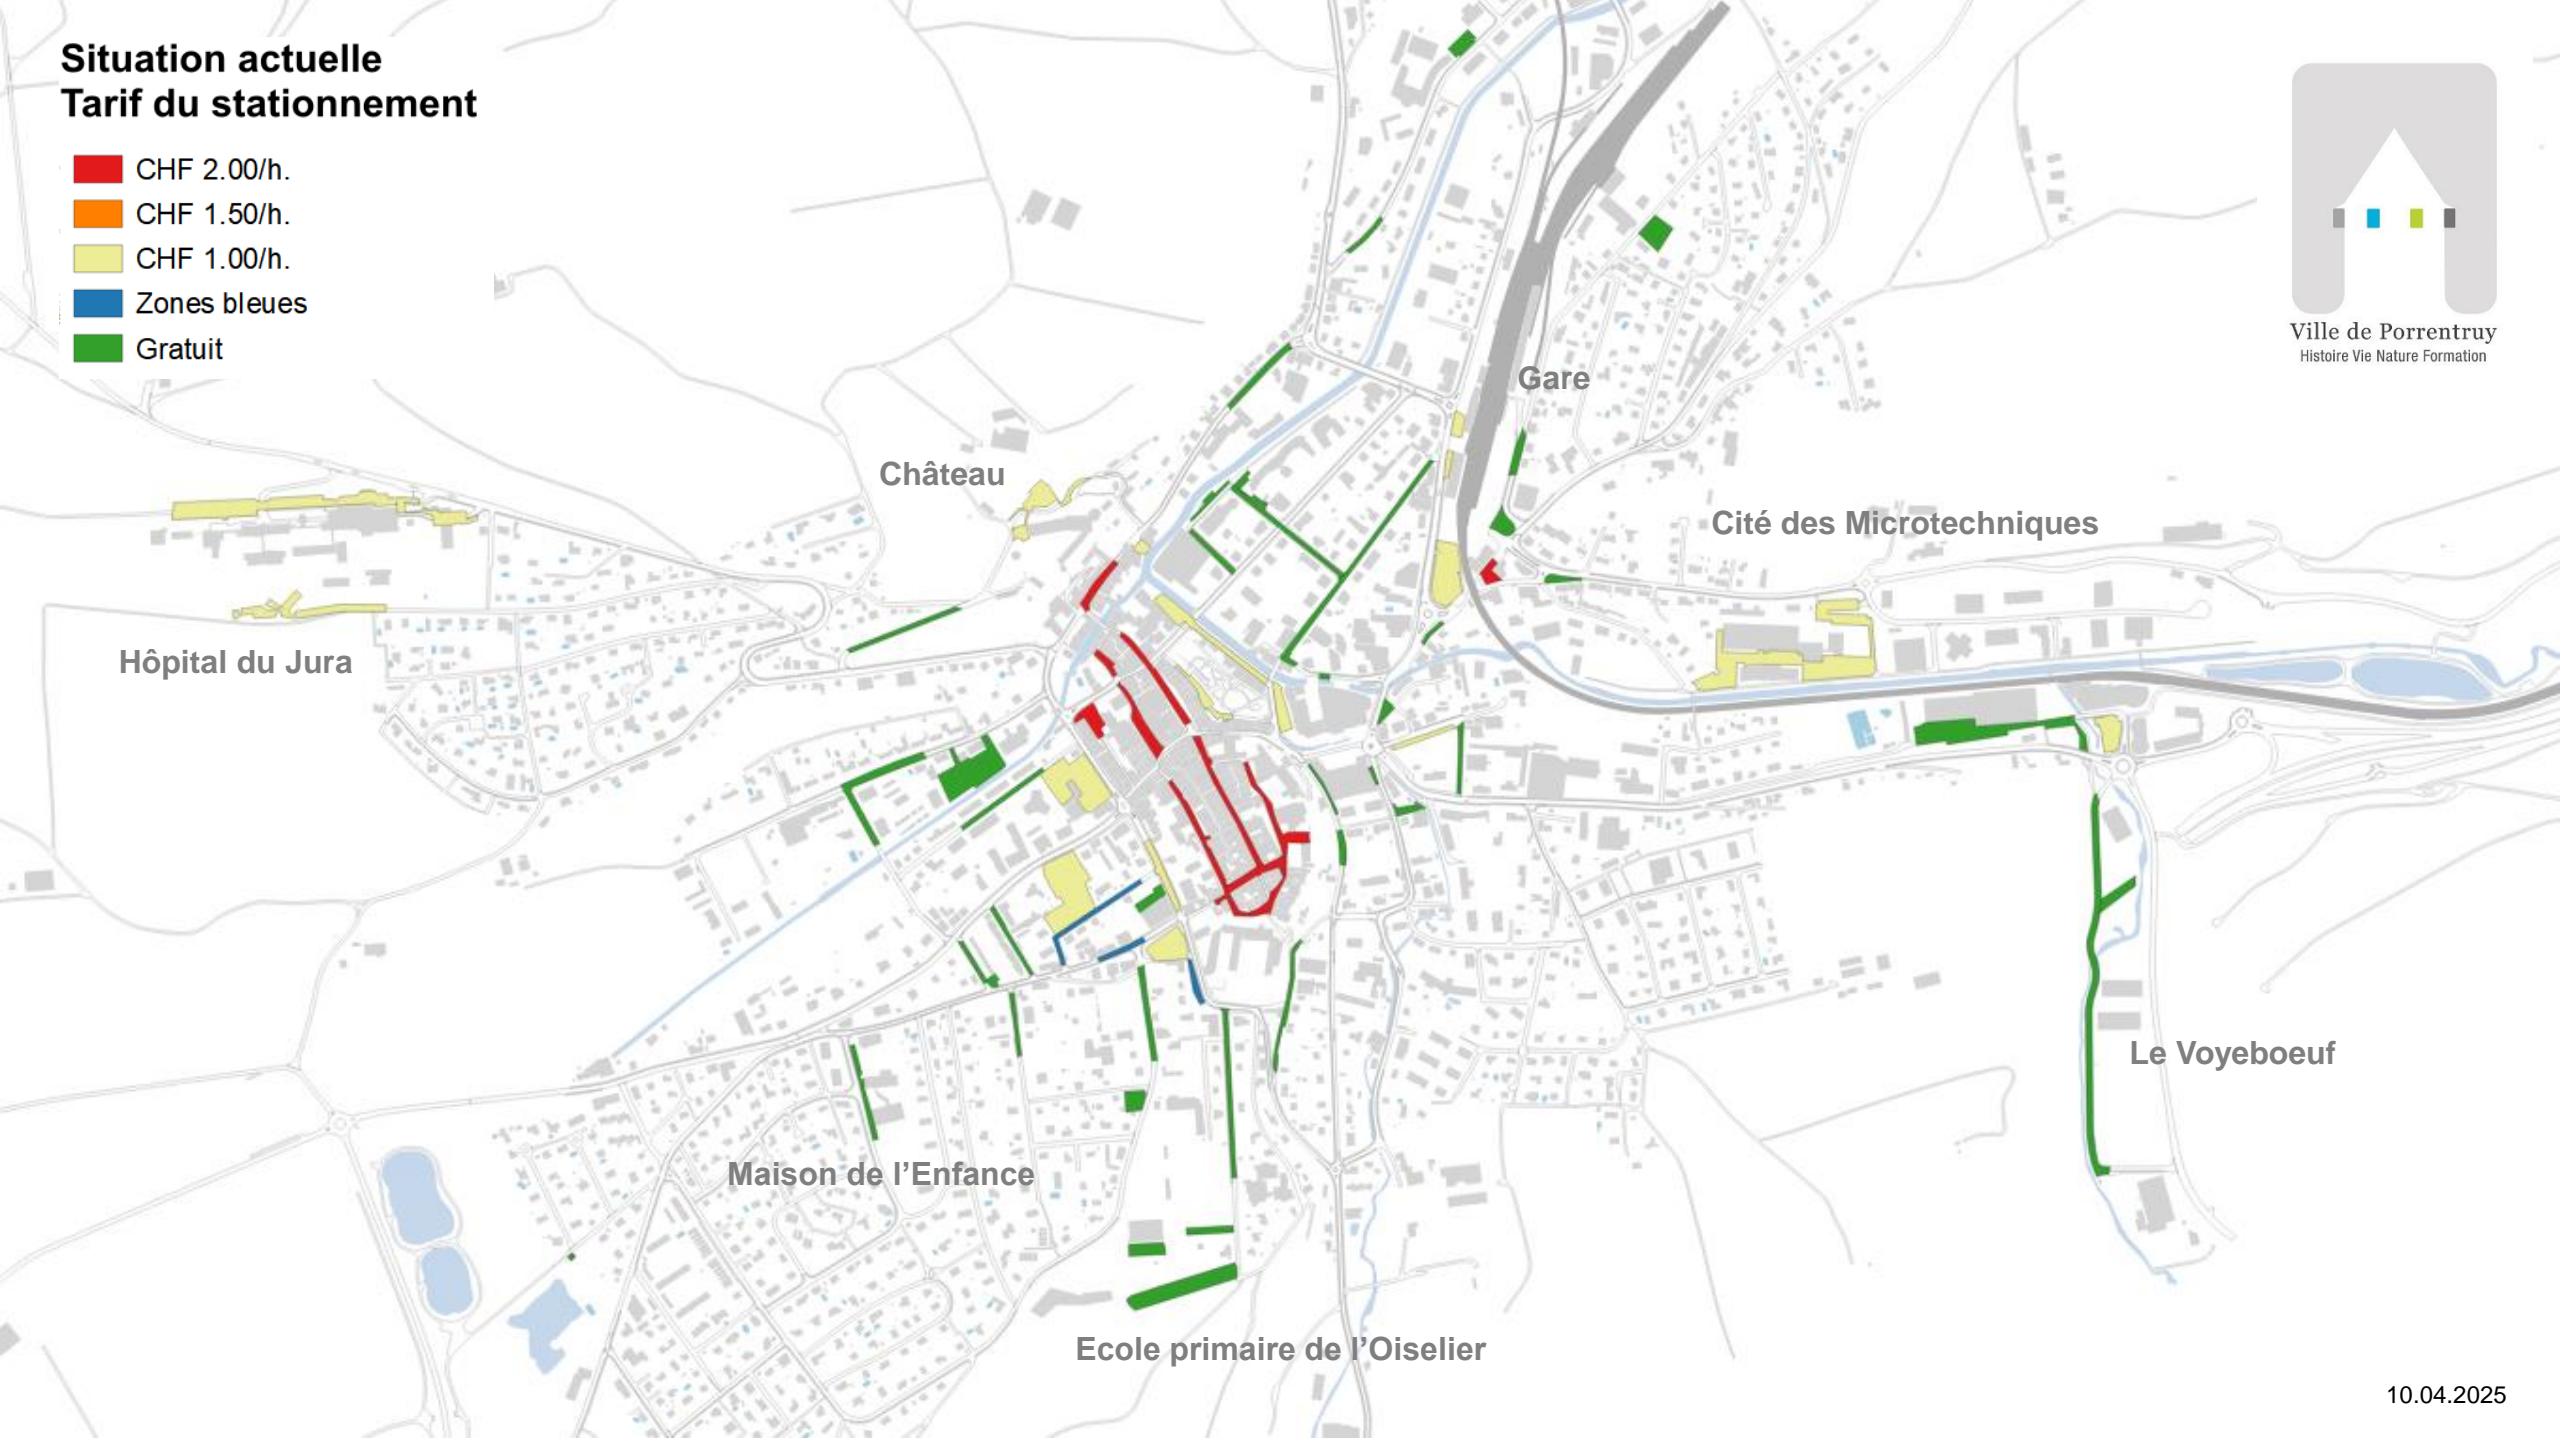 Situation actuelle
Tarif du stationnement
CHF 2.00/h.
CHF 1.50/h.
CHF 1.00/h.
Zones bleues
Gratuit
Ville de Porrentruy
Histoire Vie Nature Formation
Gare
Château
Cité des Microtechniques
Hôpital du Jura
Le Voyeboeuf
Maison de l’Enfance
Ecole primaire de l’Oiselier
10.04.2025